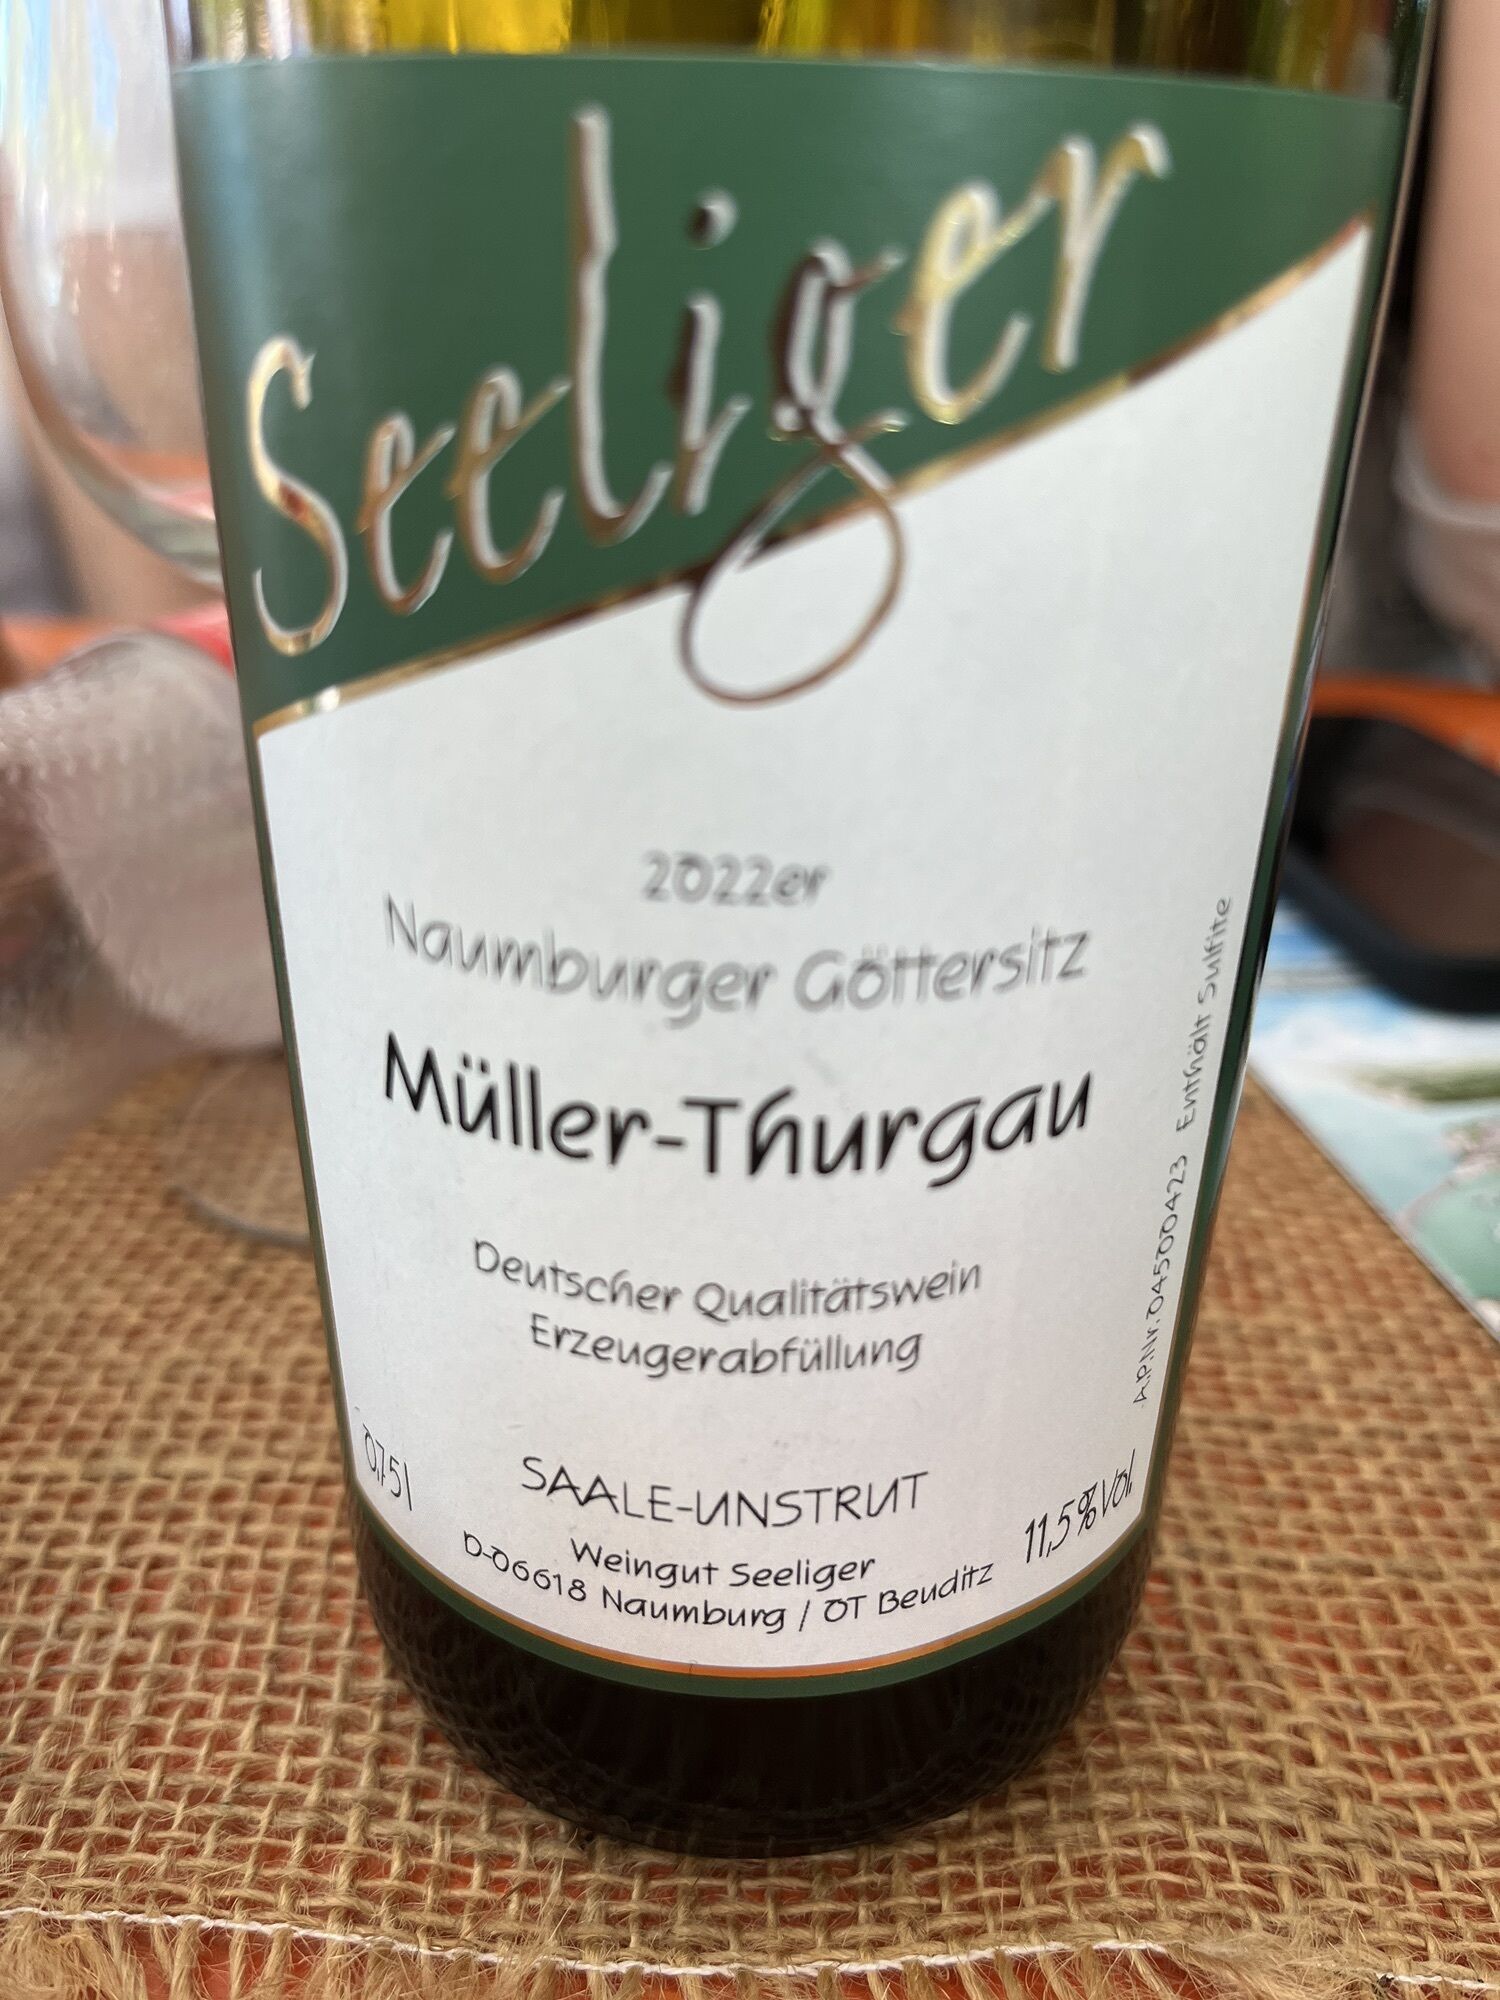 Seeliger
2022er
Naumburger Göttersitz
Müller-Thurgau
Deutscher Qualitätswein
Erzeugerabfüllung
0,75l
SAALE-UNSTRUT
11,5%Vol.
Weingut Seeliger
D-06618 Naumburg / OT Beuditz
A.P.Nr. 04500423 Enthält Sulfite